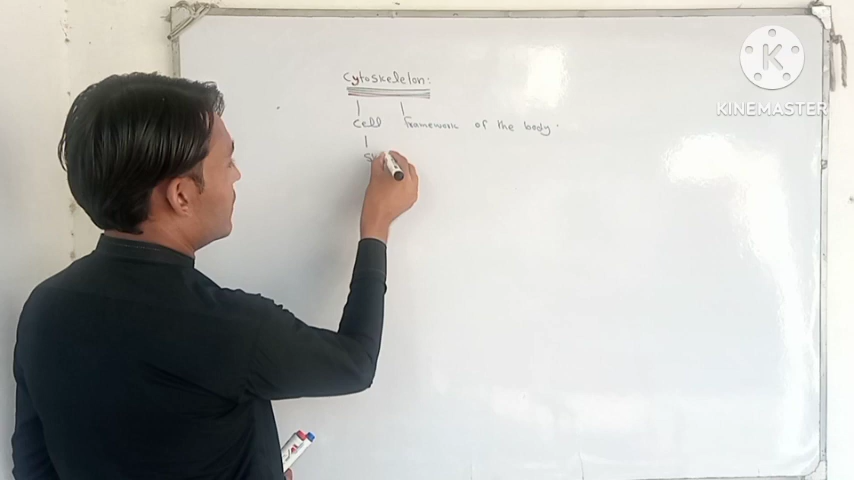 Cytoskeleton:
Cell framework of the body.
K
KINEMASTER